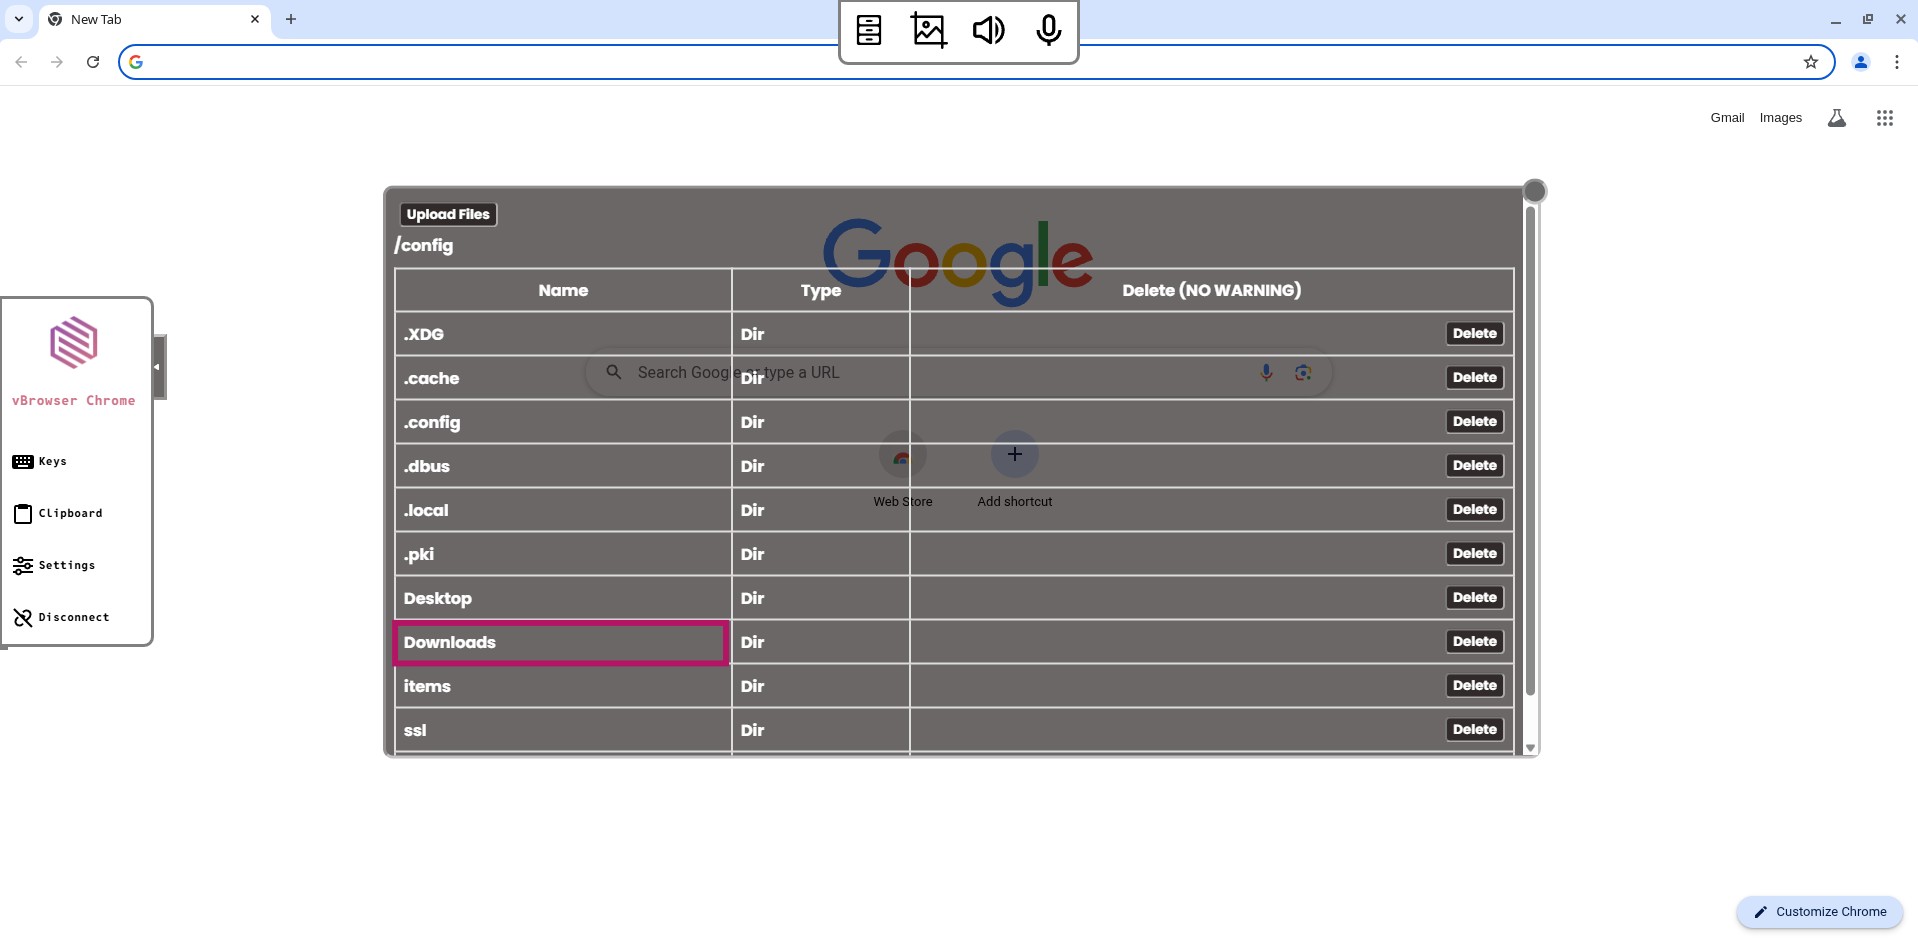 New Tab
Gmail Images
Upload Files
/config
Google
Name Type Delete (NO WARNING)
.XDG Dir Delete
Search Google or type a URL
.cache Dir Delete
.config Dir Delete
.dbus Dir Delete
Web Store Add shortcut
.local Dir Delete
.pki Dir Delete
Desktop Dir Delete
Downloads Dir Delete
items Dir Delete
ssl Dir Delete
vBrowser Chrome
Keys
Clipboard
Settings
Disconnect
Customize Chrome